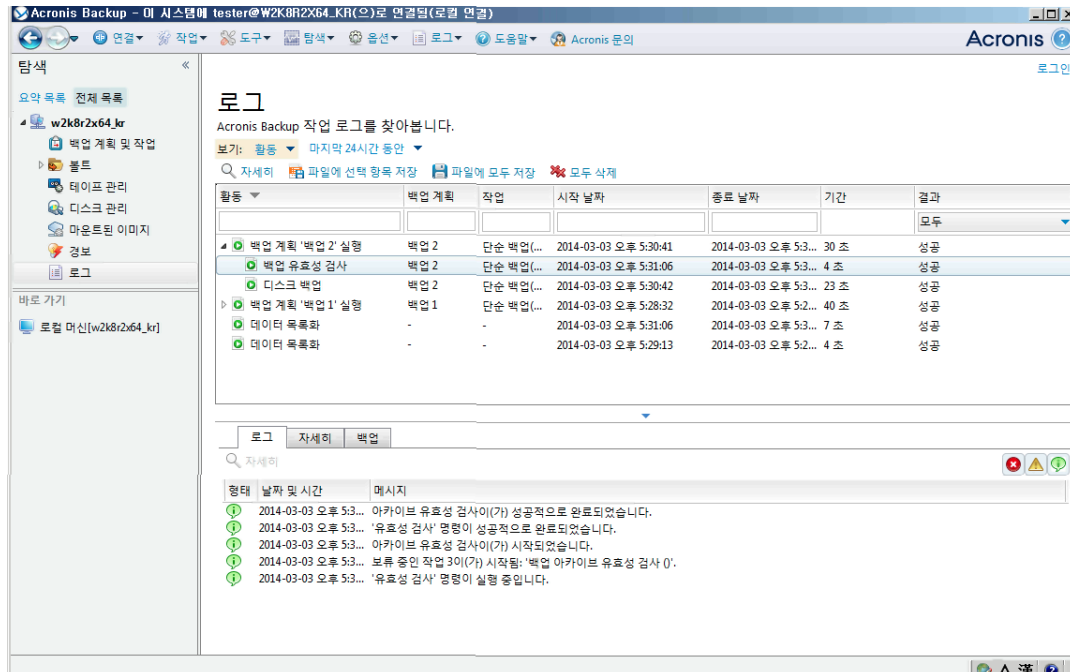 Acronis Backup - 이 시스템에 tester@W2K8R2X64_KR(으)로 연결됨(로컬 연결)
연결 작업 도구 탐색 옵션 로그 도움말 Acronis 문의 Acronis
탐색 «
로그인
요약 목록 전체 목록
w2k8r2x64_kr
백업 계획 및 작업
볼트
테이프 관리
디스크 관리
마운트된 이미지
경보
로그
바로 가기
로컬 머신[w2k8r2x64_kr]
로그
Acronis Backup 작업 로그를 찾아봅니다.
보기: 활동 마지막 24시간 동안
자세히 파일에 선택 항목 저장 파일에 모두 저장 모두 삭제
활동 백업 계획 작업 시작 날짜 종료 날짜 기간 결과
모두
백업 계획 '백업 2' 실행 백업 2 단순 백업(... 2014-03-03 오후 5:30:41 2014-03-03 오후 5:3... 30 초 성공
백업 유효성 검사 백업 2 단순 백업(... 2014-03-03 오후 5:31:06 2014-03-03 오후 5:3... 4 초 성공
디스크 백업 백업 2 단순 백업(... 2014-03-03 오후 5:30:42 2014-03-03 오후 5:3... 23 초 성공
백업 계획 '백업 1' 실행 백업 1 단순 백업(... 2014-03-03 오후 5:28:32 2014-03-03 오후 5:2... 40 초 성공
데이터 목록화 - - 2014-03-03 오후 5:31:06 2014-03-03 오후 5:3... 7 초 성공
데이터 목록화 - - 2014-03-03 오후 5:29:13 2014-03-03 오후 5:2... 4 초 성공
로그 자세히 백업
자세히
형태 날짜 및 시간 메시지
2014-03-03 오후 5:3... 아카이브 유효성 검사이(가) 성공적으로 완료되었습니다.
2014-03-03 오후 5:3... '유효성 검사' 명령이 성공적으로 완료되었습니다.
2014-03-03 오후 5:3... 아카이브 유효성 검사이(가) 시작되었습니다.
2014-03-03 오후 5:3... 보류 중인 작업 3이(가) 시작됨: '백업 아카이브 유효성 검사 ()'.
2014-03-03 오후 5:3... '유효성 검사' 명령이 실행 중입니다.
A 漢